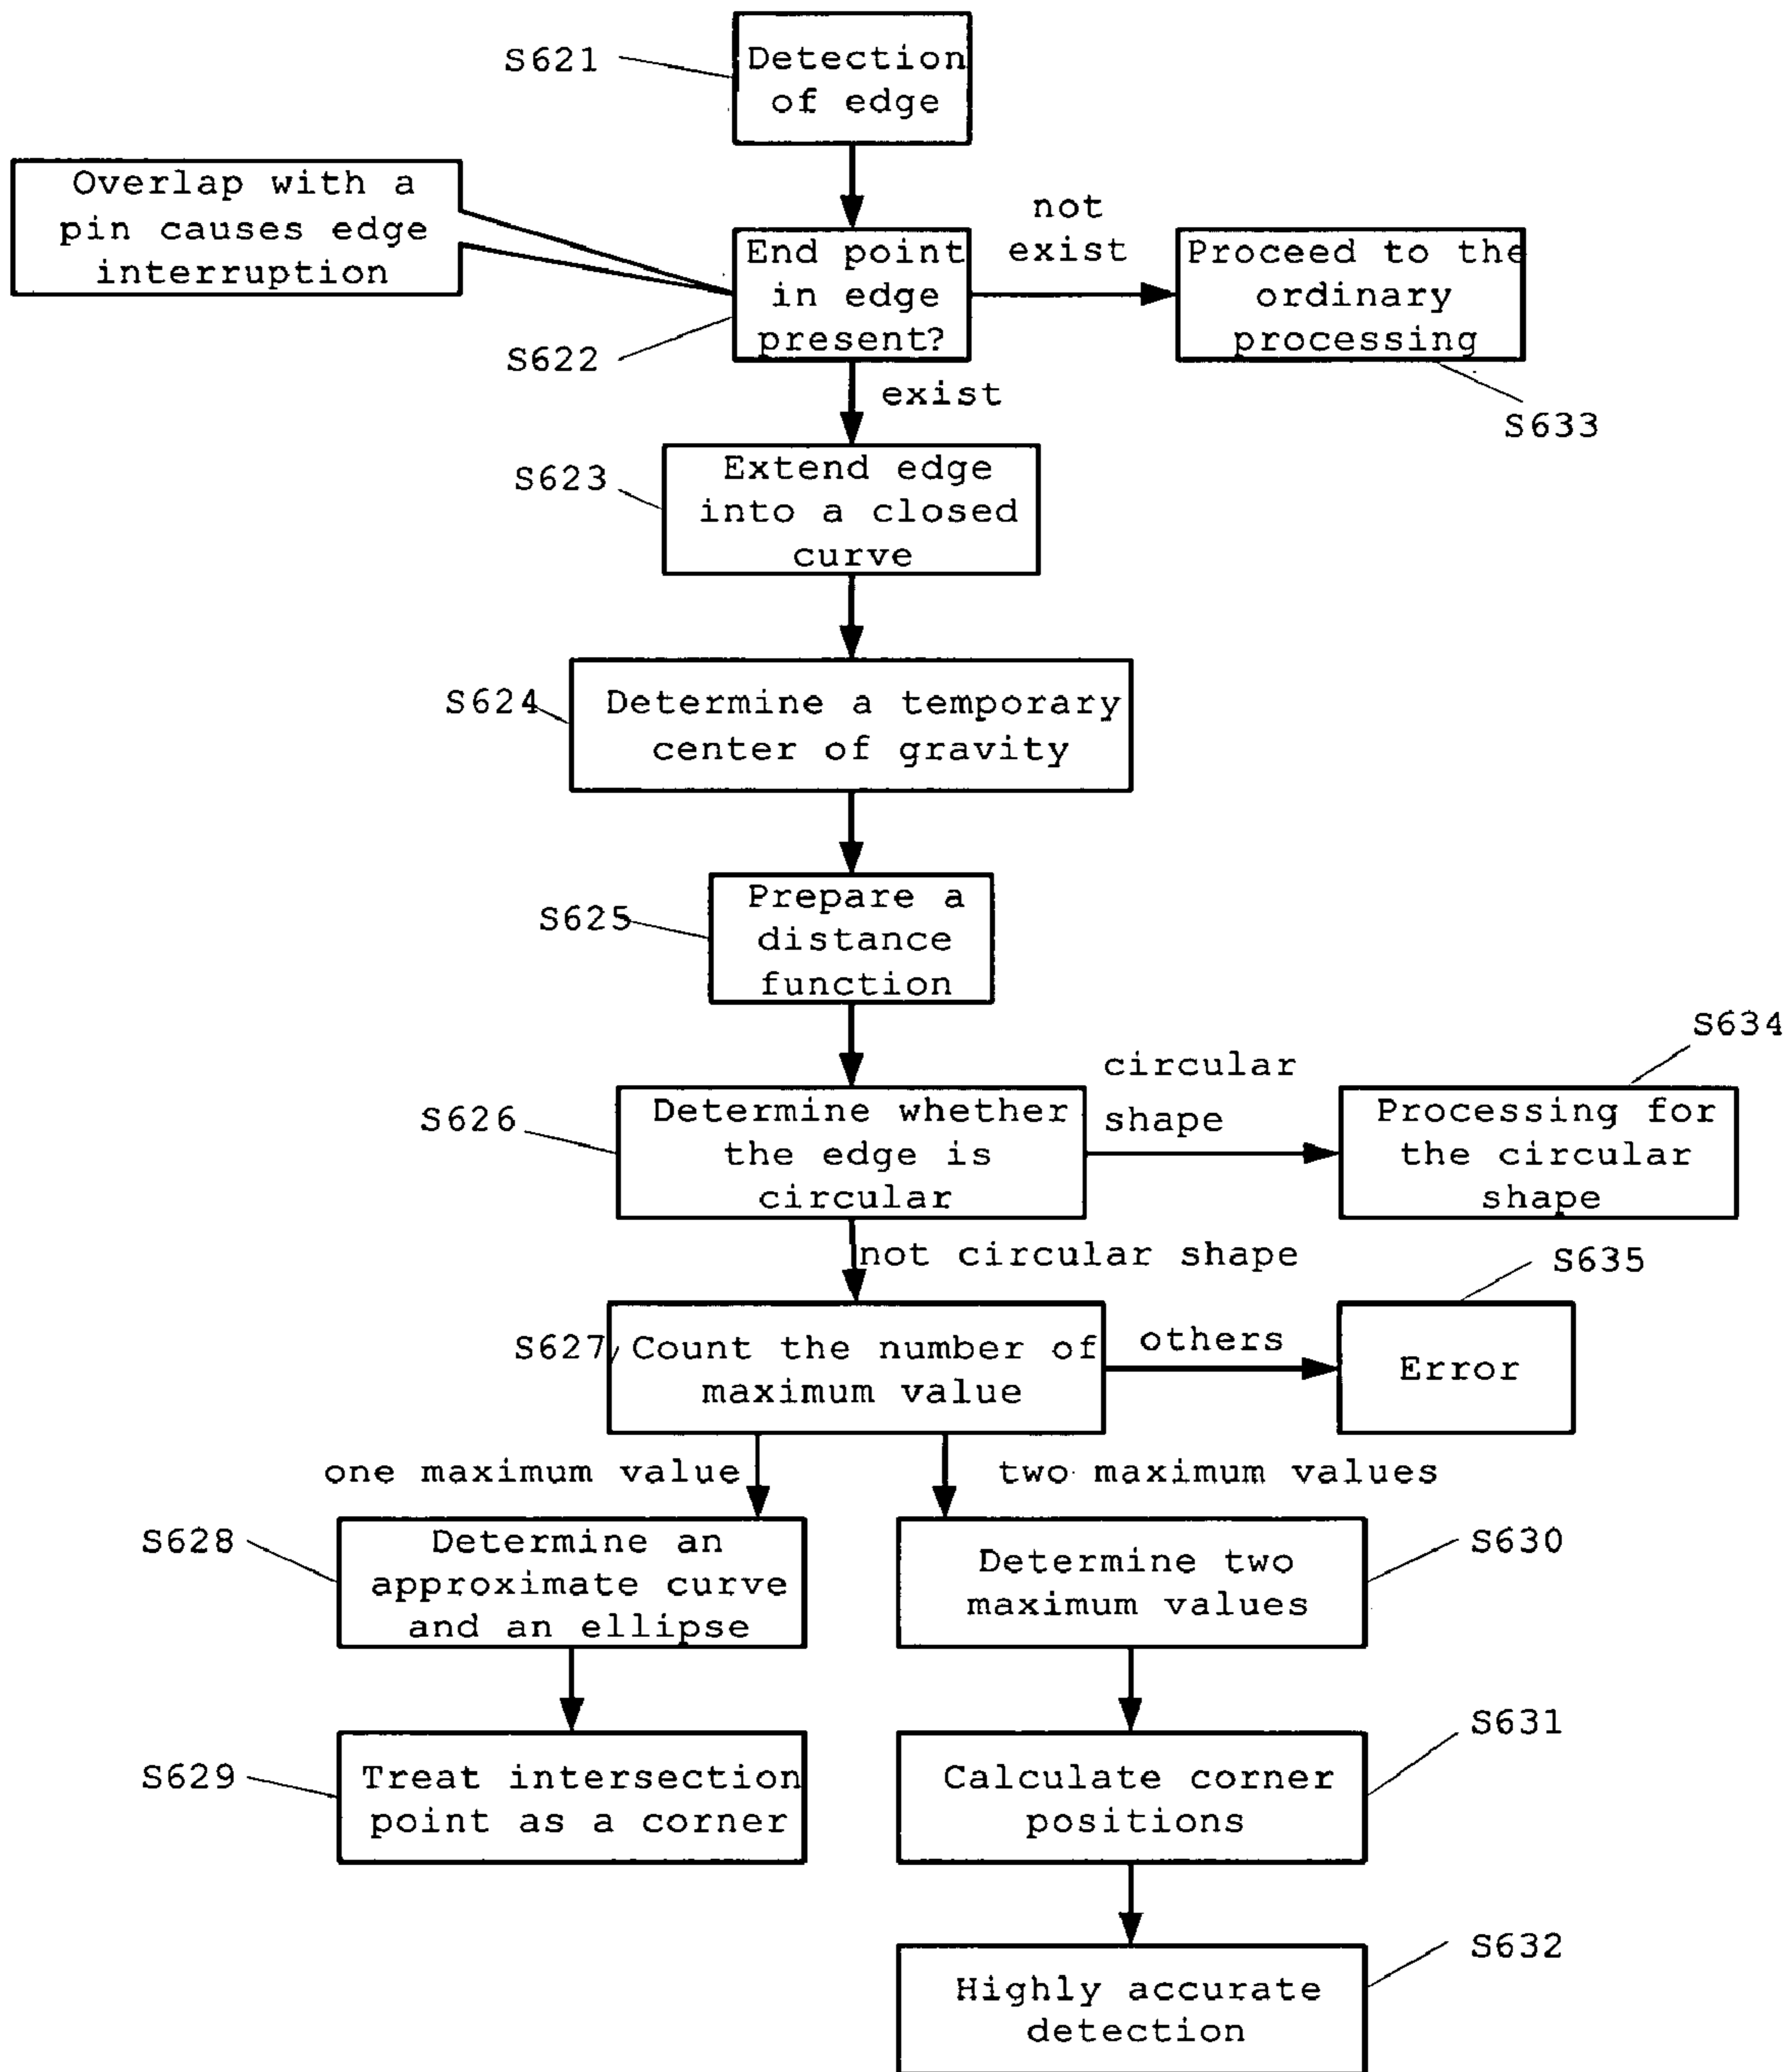 S621
Detection
of edge
Overlap with a
pin causes edge
interruption
not
exist
End point
in edge
present?
S622
Proceed to the
ordinary
processing
S633
exist
S623
Extend edge
into a closed
curve
S624
Determine a temporary
center of gravity
S625
Prepare a
distance
function
S634
circular
shape
S626
Determine whether
the edge is
circular
Processing for
the circular
shape
not circular shape
S635
S627
Count the number of
maximum value
others
Error
one maximum value
two maximum values
S628
Determine an
approximate curve
and an ellipse
Determine two
maximum values
S630
S629
Treat intersection
point as a corner
Calculate corner
positions
S631
Highly accurate
detection
S632